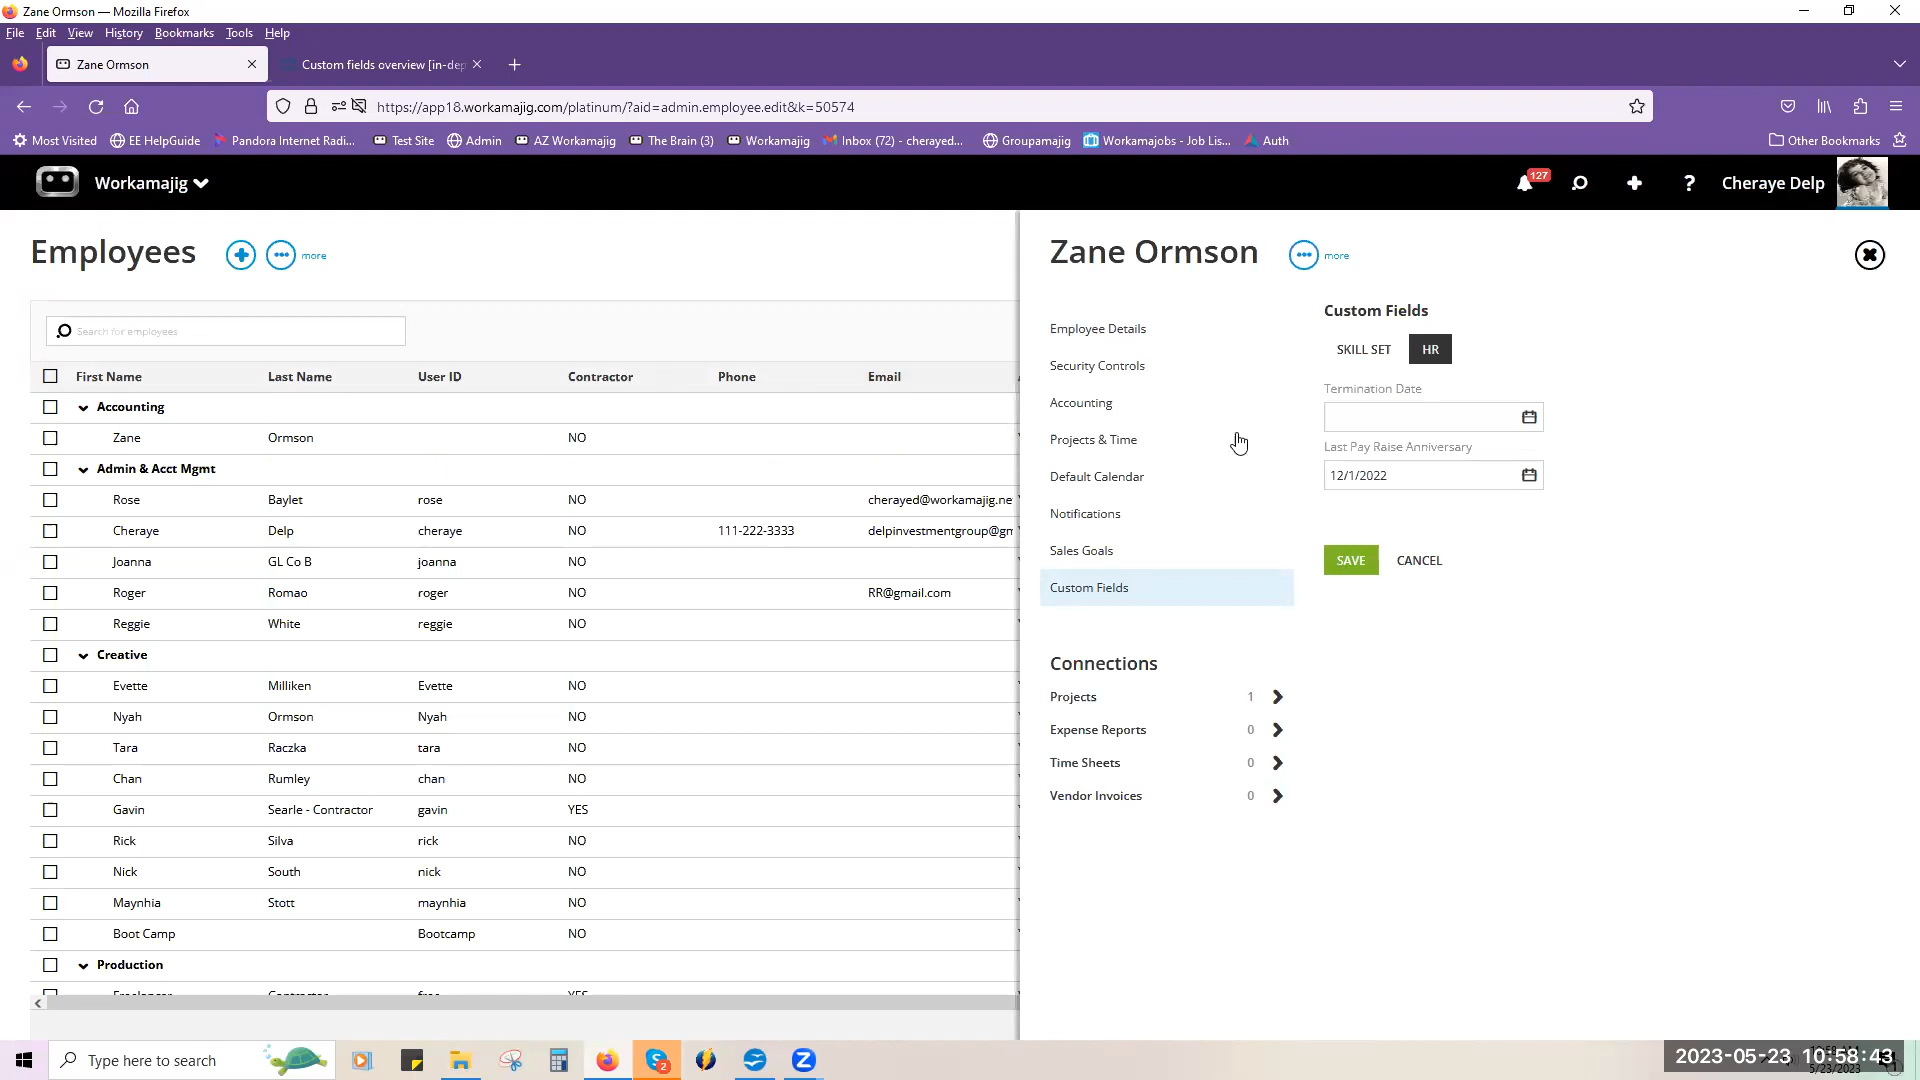 Zane Ormson — Mozilla Firefox
File Edit View History Bookmarks Tools Help
Zane Ormson
Custom fields overview [in-dep
https://app18.workamajig.com/platinum/?aid=admin.employee.edit&k=50574
Most Visited EE HelpGuide Pandora Internet Radi... Test Site Admin AZ Workamajig The Brain (3) Workamajig Inbox (72) - cherayed... Groupamajig Workamajobs - Job Lis... Auth Other Bookmarks
Workamajig 127 Cheraye Delp
Employees more
Search for employees
First Name Last Name User ID Contractor Phone Email
Accounting
Zane Ormson NO
Admin & Acct Mgmt
Rose Baylet rose NO cherayed@workamajig.ne
Cheraye Delp cheraye NO 111-222-3333 delpinvestmentgroup@gm
Joanna GL Co B joanna NO
Roger Romao roger NO RR@gmail.com
Reggie White reggie NO
Creative
Evette Milliken Evette NO
Nyah Ormson Nyah NO
Tara Raczka tara NO
Chan Rumley chan NO
Gavin Searle - Contractor gavin YES
Rick Silva rick NO
Nick South nick NO
Maynhia Stott maynhia NO
Boot Camp Bootcamp NO
Production
Zane Ormson more
Employee Details
Security Controls
Accounting
Projects & Time
Default Calendar
Notifications
Sales Goals
Custom Fields
Custom Fields
SKILL SET HR
Termination Date
Last Pay Raise Anniversary
12/1/2022
SAVE CANCEL
Connections
Projects 1
Expense Reports 0
Time Sheets 0
Vendor Invoices 0
Type here to search
2
2023-05-23 10:58:43
5/23/2023